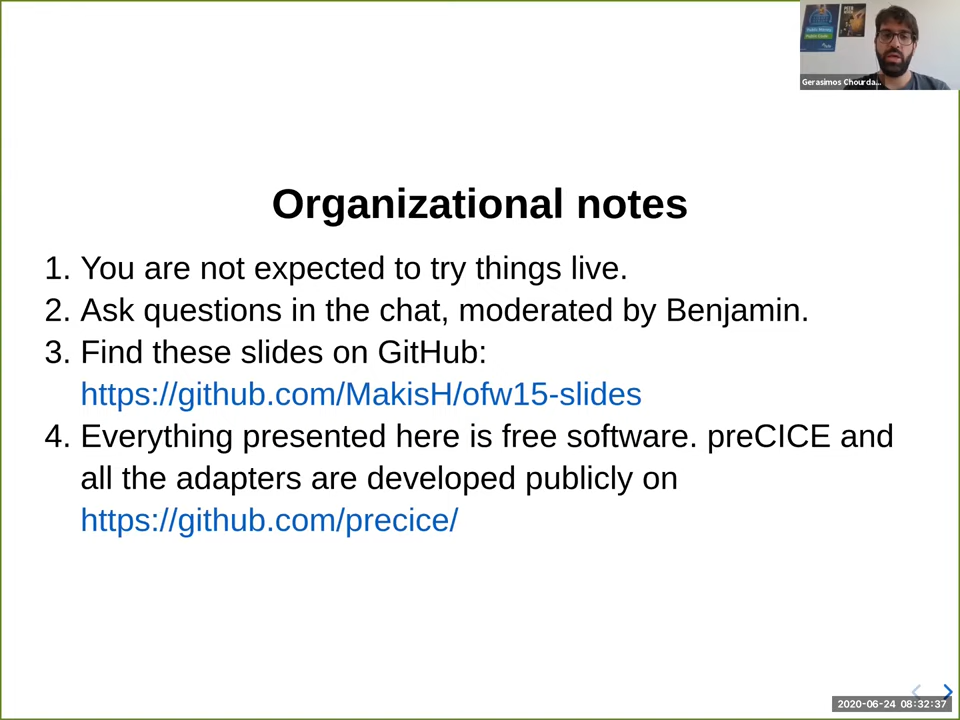 Gerasimos Chourda...
Organizational notes
1. You are not expected to try things live.
2. Ask questions in the chat, moderated by Benjamin.
3. Find these slides on GitHub:
https://github.com/MakisH/ofw15-slides
4. Everything presented here is free software. preCICE and
all the adapters are developed publicly on
https://github.com/precice/
2020-06-24 08:32:37